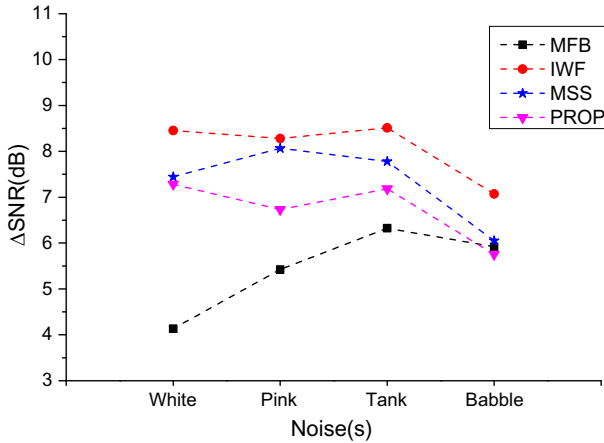 11
10
9
8
7
6
5
4
3
ΔSNR(dB)
White Pink Tank Babble
Noise(s)
MFB
IWF
MSS
PROP